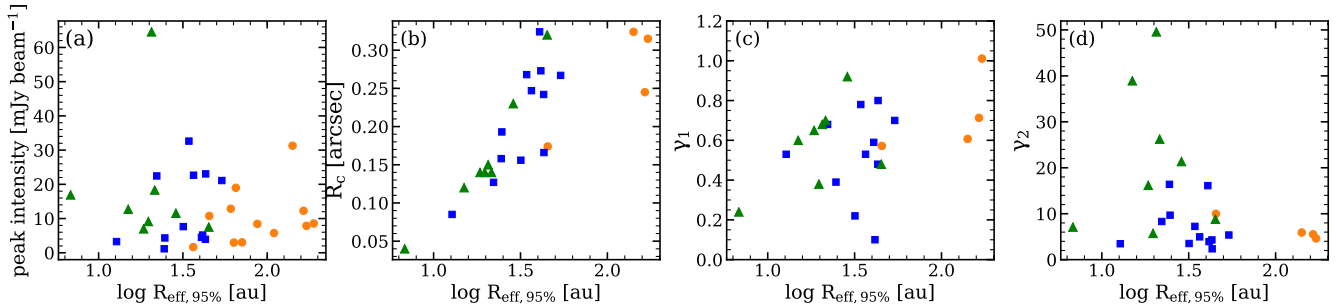 (a)
peak intensity [mJy beam⁻¹]
60
50
40
30
20
10
0
1.0 1.5 2.0
log R_eff, 95% [au]
(b)
R_c [arcsec]
0.30
0.25
0.20
0.15
0.10
0.05
1.0 1.5 2.0
log R_eff, 95% [au]
(c)
γ₁
1.2
1.0
0.8
0.6
0.4
0.2
0.0
1.0 1.5 2.0
log R_eff, 95% [au]
(d)
γ₂
50
40
30
20
10
0
1.0 1.5 2.0
log R_eff, 95% [au]